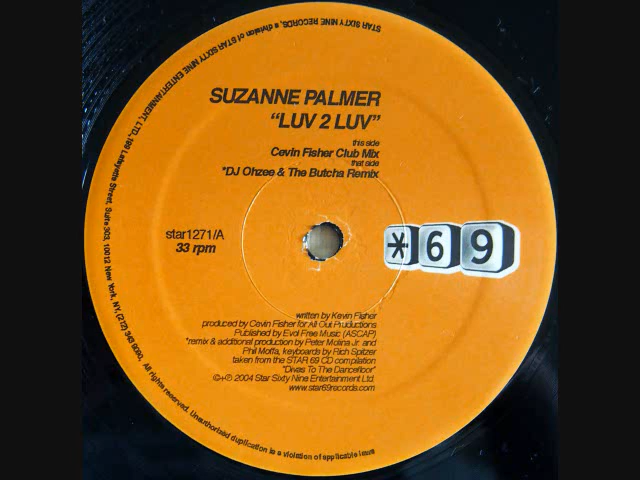 SUZANNE PALMER
"LUV 2 LUV"
this side
Cevin Fisher Club Mix
that side
*DJ Ohzee & The Butcha Remix
star1271/A
33 rpm
*69
written by Kevin Fisher
produced by Cevin Fisher for All Out Productions
Published by Evol Free Music (ASCAP)
*remix & additional production by Peter Molina Jr. and
Phil Moffa, keyboards by Rich Spitzer
taken from the STAR 69 CD compilation
"Divas To The Dancefloor"
©+℗ 2004 Star Sixty Nine Entertainment Ltd.
www.star69records.com
STAR SIXTY NINE RECORDS, a division of STAR SIXTY NINE ENTERTAINMENT, LTD., 199 Lafayette Street, Suite 303, 10012 New York, NY, (212) 343 9090. All rights reserved. Unauthorized duplication is a violation of applicable laws